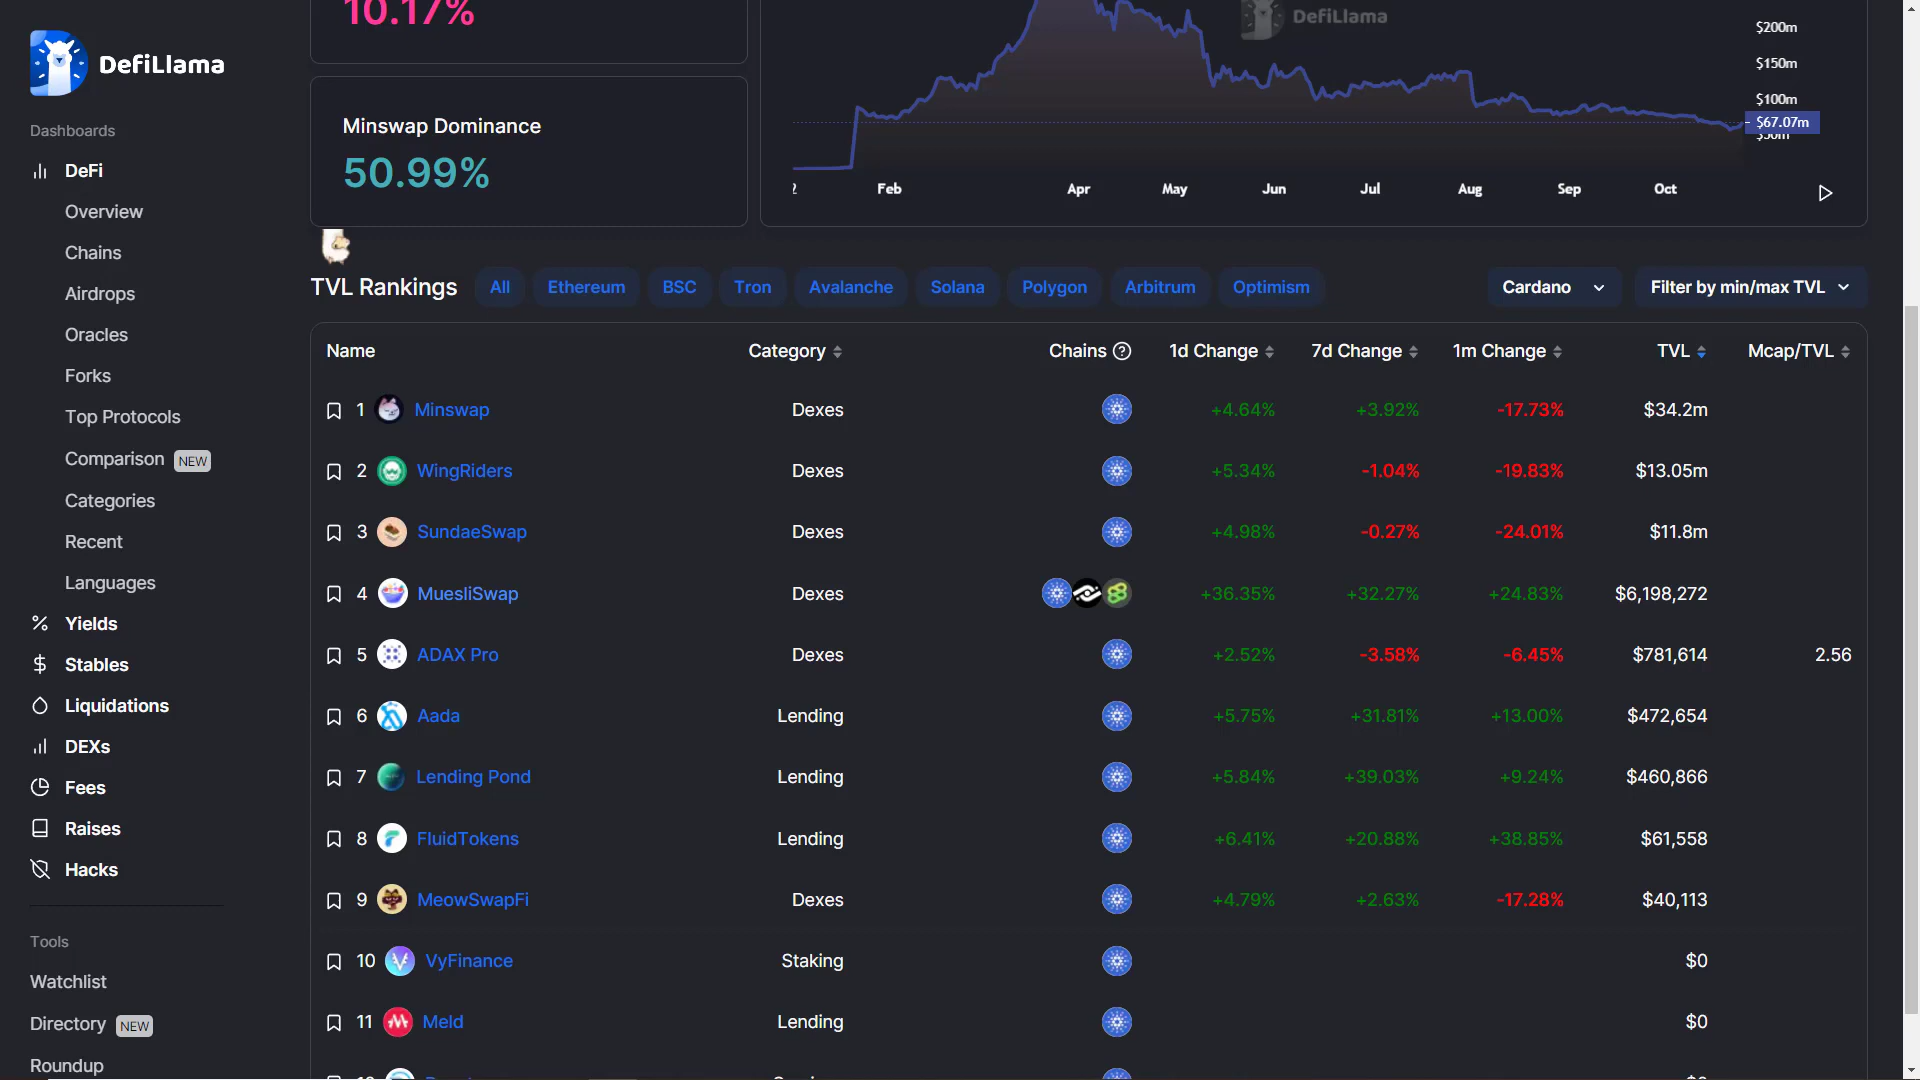 10.17%
DefiLlama
$200m
DefiLlama
$150m
Dashboards
$100m
Minswap Dominance
$67.07m
$50m
50.99%
DeFi
Feb
Apr
May
Jun
Jul
Aug
Sep
Oct
Overview
Chains
TVL Rankings
All
Ethereum
BSC
Tron
Avalanche
Solana
Polygon
Arbitrum
Optimism
Cardano
Filter by min/max TVL
Airdrops
Oracles
Forks
Top Protocols
Comparison NEW
Categories
Recent
Languages
Yields
Stables
Liquidations
DEXs
Fees
Raises
Hacks
Tools
Watchlist
Directory NEW
Roundup
Name Category Chains 1d Change 7d Change 1m Change TVL Mcap/TVL
1 Minswap Dexes +4.64% +3.92% -17.73% $34.2m
2 WingRiders Dexes +5.34% -1.04% -19.83% $13.05m
3 SundaeSwap Dexes +4.98% -0.27% -24.01% $11.8m
4 MuesliSwap Dexes +36.35% +32.27% +24.83% $6,198,272
5 ADAX Pro Dexes +2.52% -3.58% -6.45% $781,614 2.56
6 Aada Lending +5.75% +31.81% +13.00% $472,654
7 Lending Pond Lending +5.84% +39.03% +9.24% $460,866
8 FluidTokens Lending +6.41% +20.88% +38.85% $61,558
9 MeowSwapFi Dexes +4.79% +2.63% -17.28% $40,113
10 VyFinance Staking $0
11 Meld Lending $0